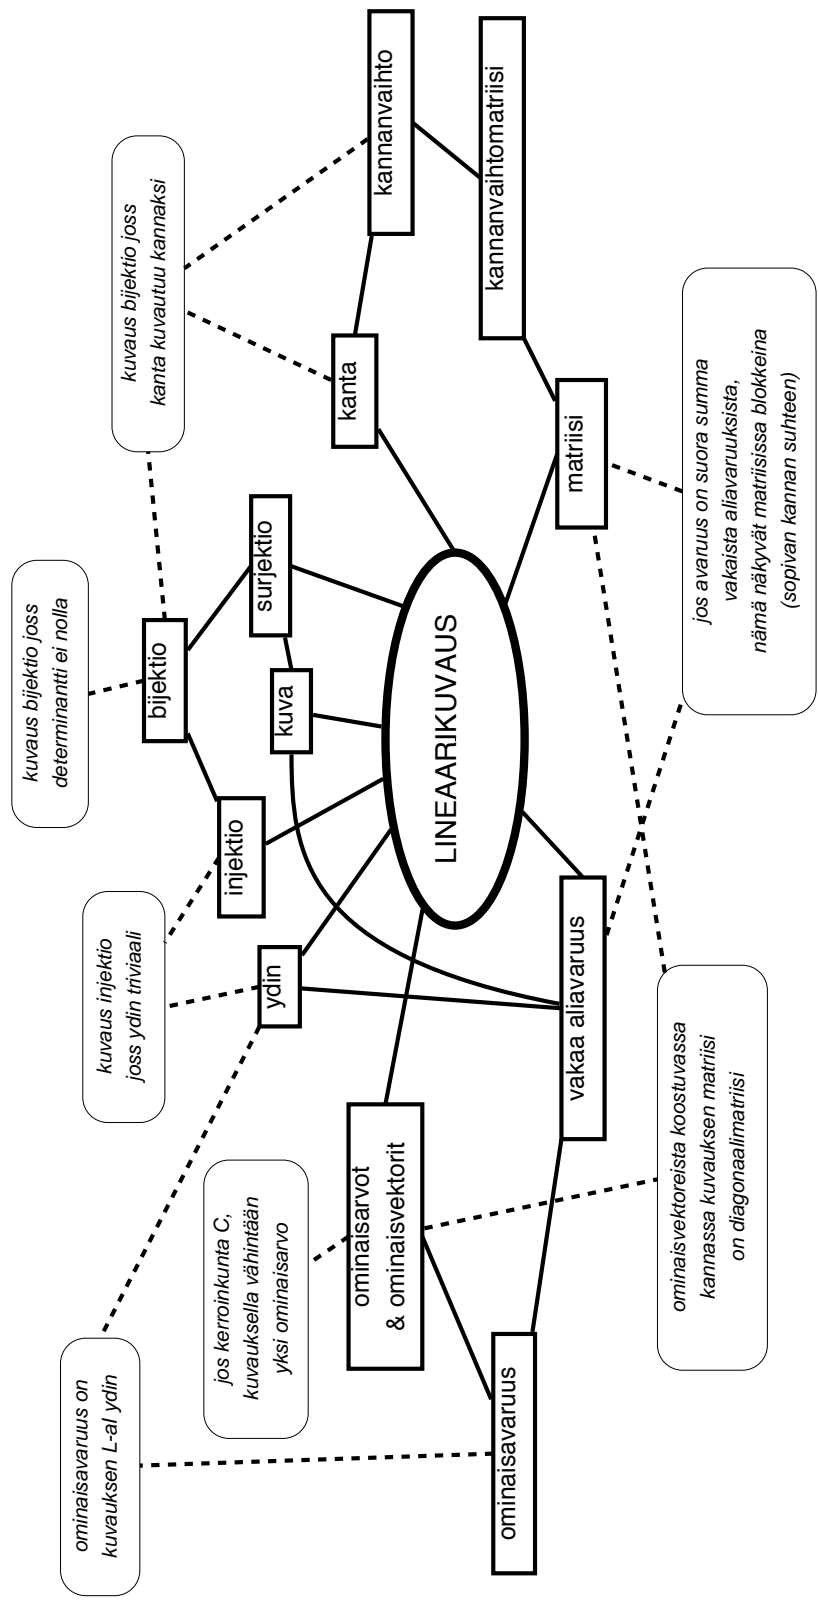 kuvaus bijektio joss
determinantti ei nolla
ominaisavaruus on
kuvauksen L-aI ydin
kuvaus injektio
joss ydin triviaali
kuvaus bijektio joss
kanta kuvautuu kannaksi
bijektio
jos kerroinkunta C,
kuvauksella vähintään
yksi ominaisarvo
injektio
surjektio
ydin
kuva
kanta
ominaisarvot
& ominaisvektorit
kannanvaihto
LINEAARIKUVAUS
kannanvaihtomatriisi
ominaisavaruus
vakaa aliavaruus
matriisi
ominaisvektoreista koostuvassa
kannassa kuvauksen matriisi
on diagonaalimatriisi
jos avaruus on suora summa
vakaista aliavaruuksista,
nämä näkyvät matriisissa blokkeina
(sopivan kannan suhteen)